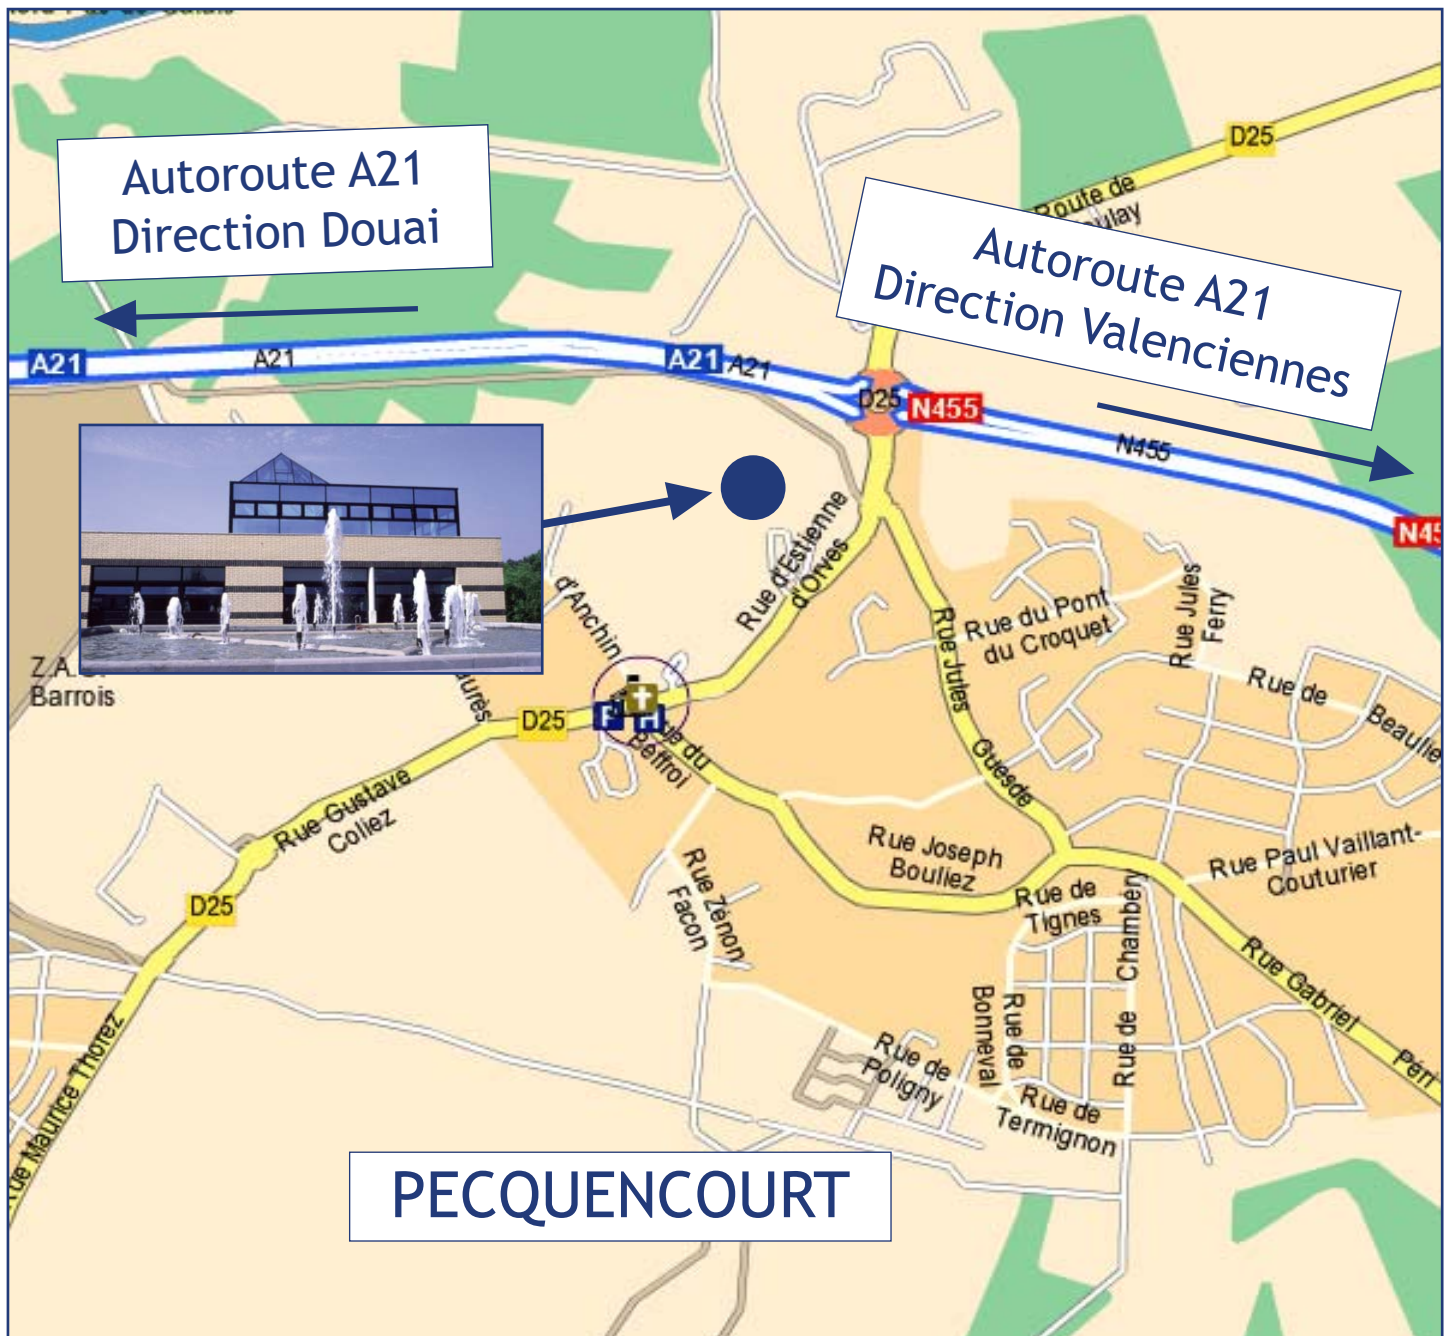 Autoroute A21
Direction Douai
D25
Route de
Autoroute A21
Direction Valenciennes
A21
A21
A21
A21
D25
N455
N455
Rue d'Estienne
d'Orves
d'Anchin
Rue Jules
Guesde
Rue du Pont
du Croquet
Rue Jules
Ferry
Rue de
Z.A.
Barrois
D25
P
H
Rue du
Beffroi
Rue Gustave
Collez
Rue Joseph
Bouliez
Rue Paul Vaillant-
Couturier
D25
Rue Zénon
Facon
Rue de
Tignes
Rue de Chambéry
Rue de
Bonneval
Rue Gabriel
Péri
Rue Maurice Thorez
Rue de
Poligny
Rue de
Termignon
PECQUENCOURT